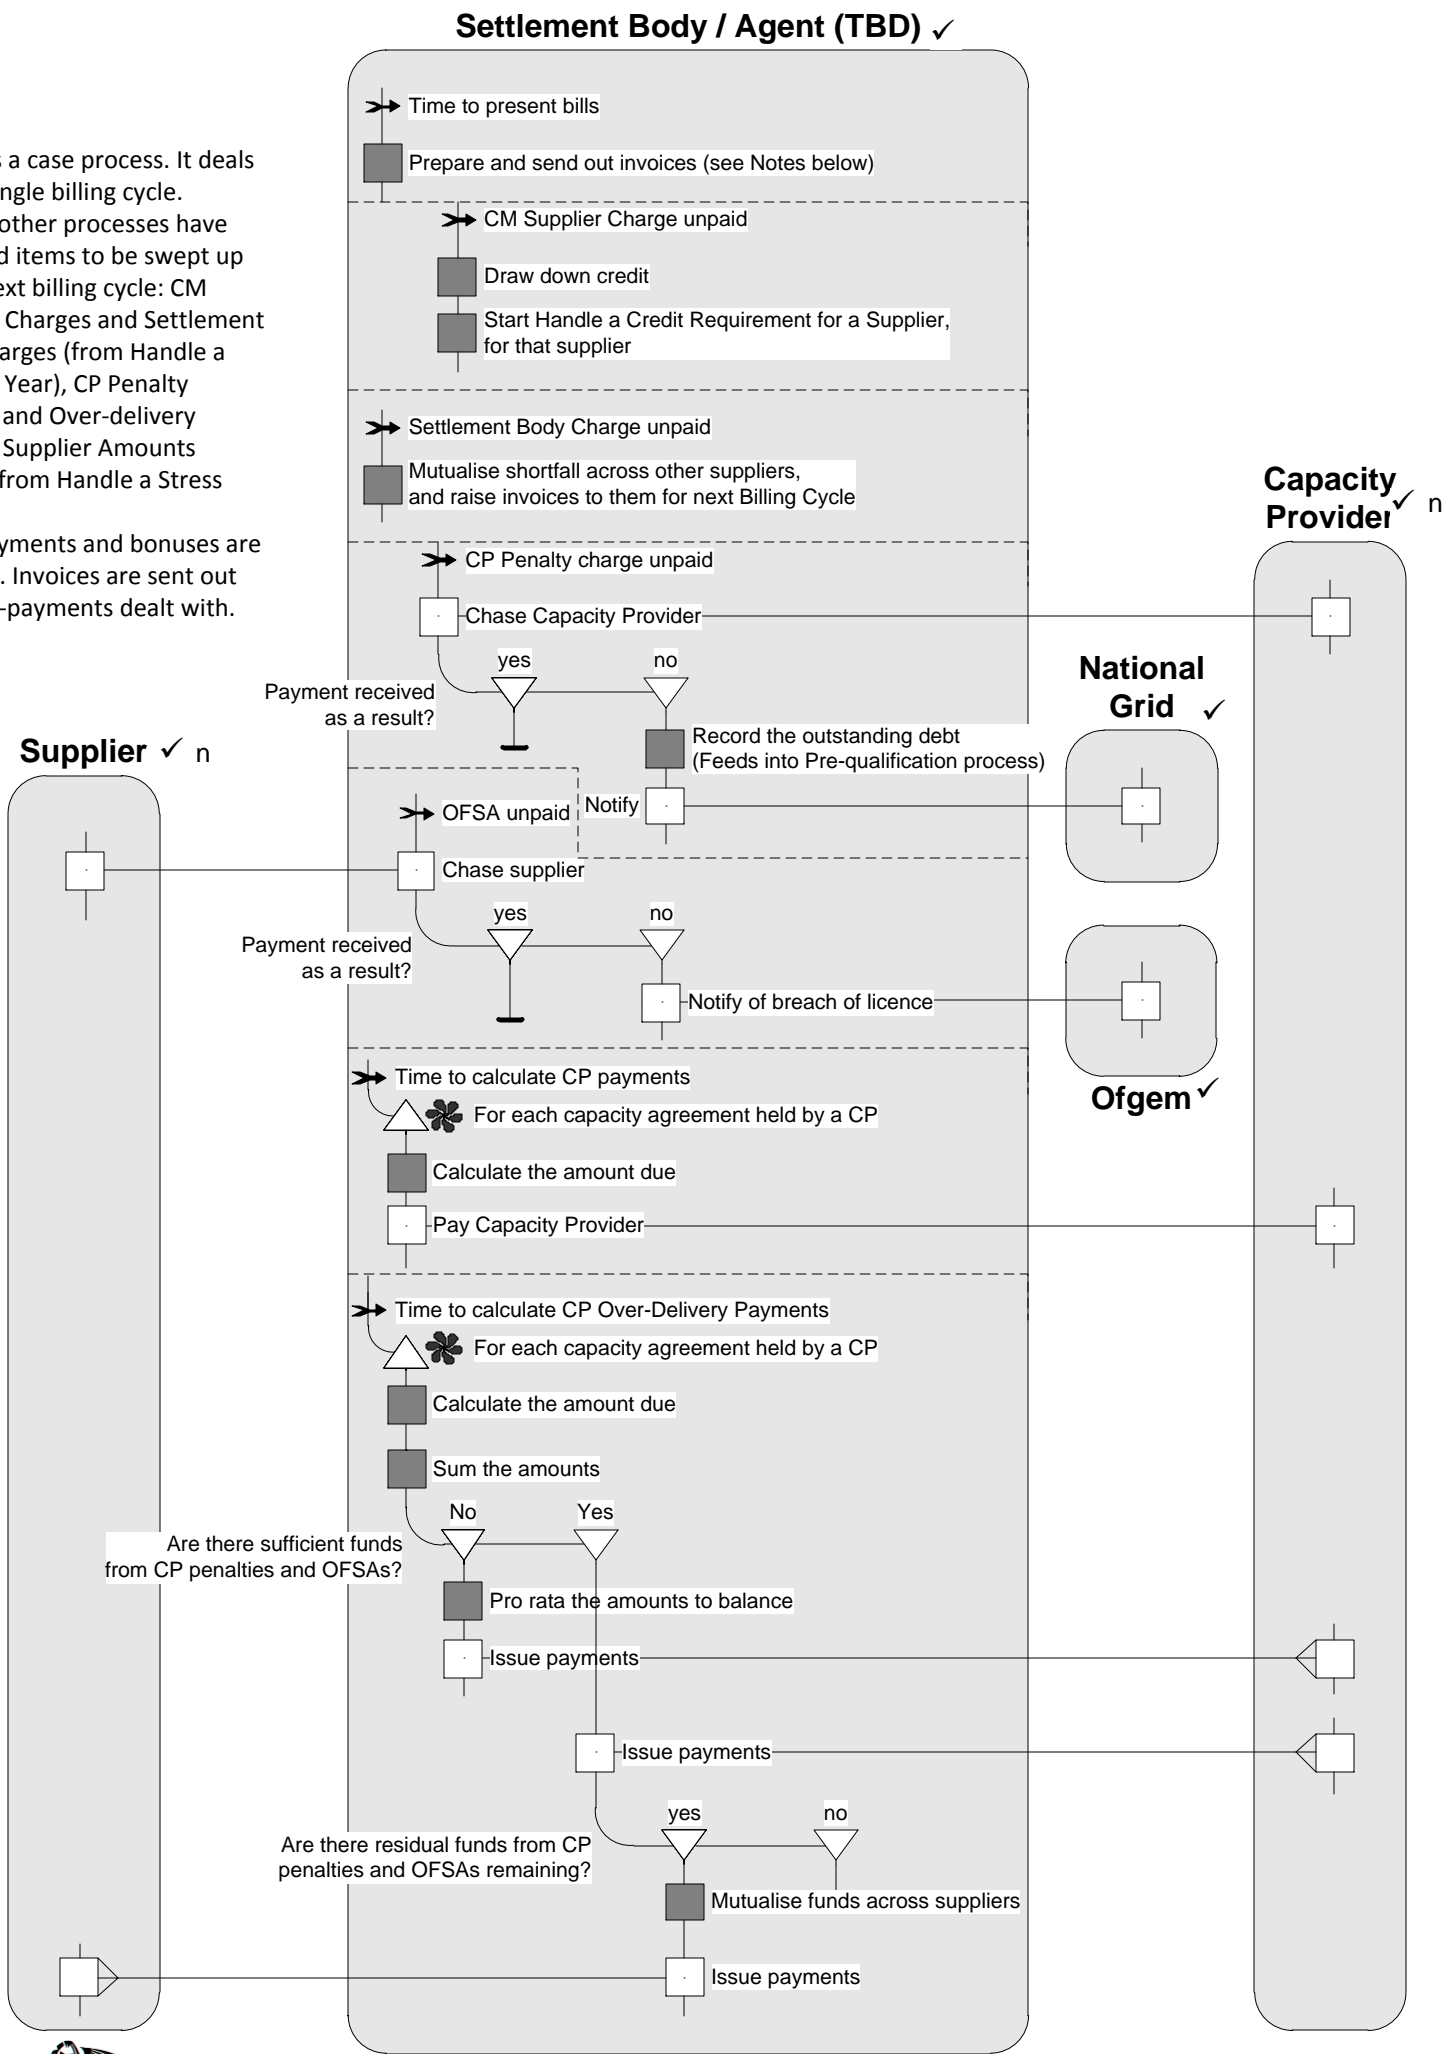 Settlement Body / Agent (TBD) ✓
Time to present bills
Prepare and send out invoices (see Notes below)
s a case process. It deals
ngle billing cycle.
other processes have
d items to be swept up
ext billing cycle: CM
Charges and Settlement
arges (from Handle a
Year), CP Penalty
and Over-delivery
Supplier Amounts
from Handle a Stress
yments and bonuses are
. Invoices are sent out
-payments dealt with.
CM Supplier Charge unpaid
Draw down credit
Start Handle a Credit Requirement for a Supplier,
for that supplier
Settlement Body Charge unpaid
Mutualise shortfall across other suppliers,
and raise invoices to them for next Billing Cycle
Capacity
Provider ✓ n
CP Penalty charge unpaid
Chase Capacity Provider
yes
no
Payment received
as a result?
National
Grid ✓
Record the outstanding debt
(Feeds into Pre-qualification process)
Notify
Supplier ✓ n
OFSA unpaid
Chase supplier
yes
no
Payment received
as a result?
Notify of breach of licence
Ofgem ✓
Time to calculate CP payments
For each capacity agreement held by a CP
Calculate the amount due
Pay Capacity Provider
Time to calculate CP Over-Delivery Payments
For each capacity agreement held by a CP
Calculate the amount due
Sum the amounts
No
Yes
Are there sufficient funds
from CP penalties and OFSAs?
Pro rata the amounts to balance
Issue payments
Issue payments
yes
no
Are there residual funds from CP
penalties and OFSAs remaining?
Mutualise funds across suppliers
Issue payments